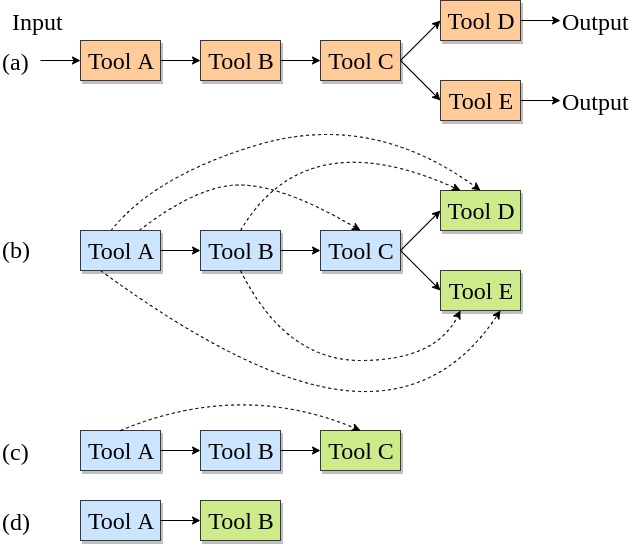 Input
Tool D
Output
(a)
Tool A
Tool B
Tool C
Tool E
Output
Tool D
(b)
Tool A
Tool B
Tool C
Tool E
(c)
Tool A
Tool B
Tool C
(d)
Tool A
Tool B